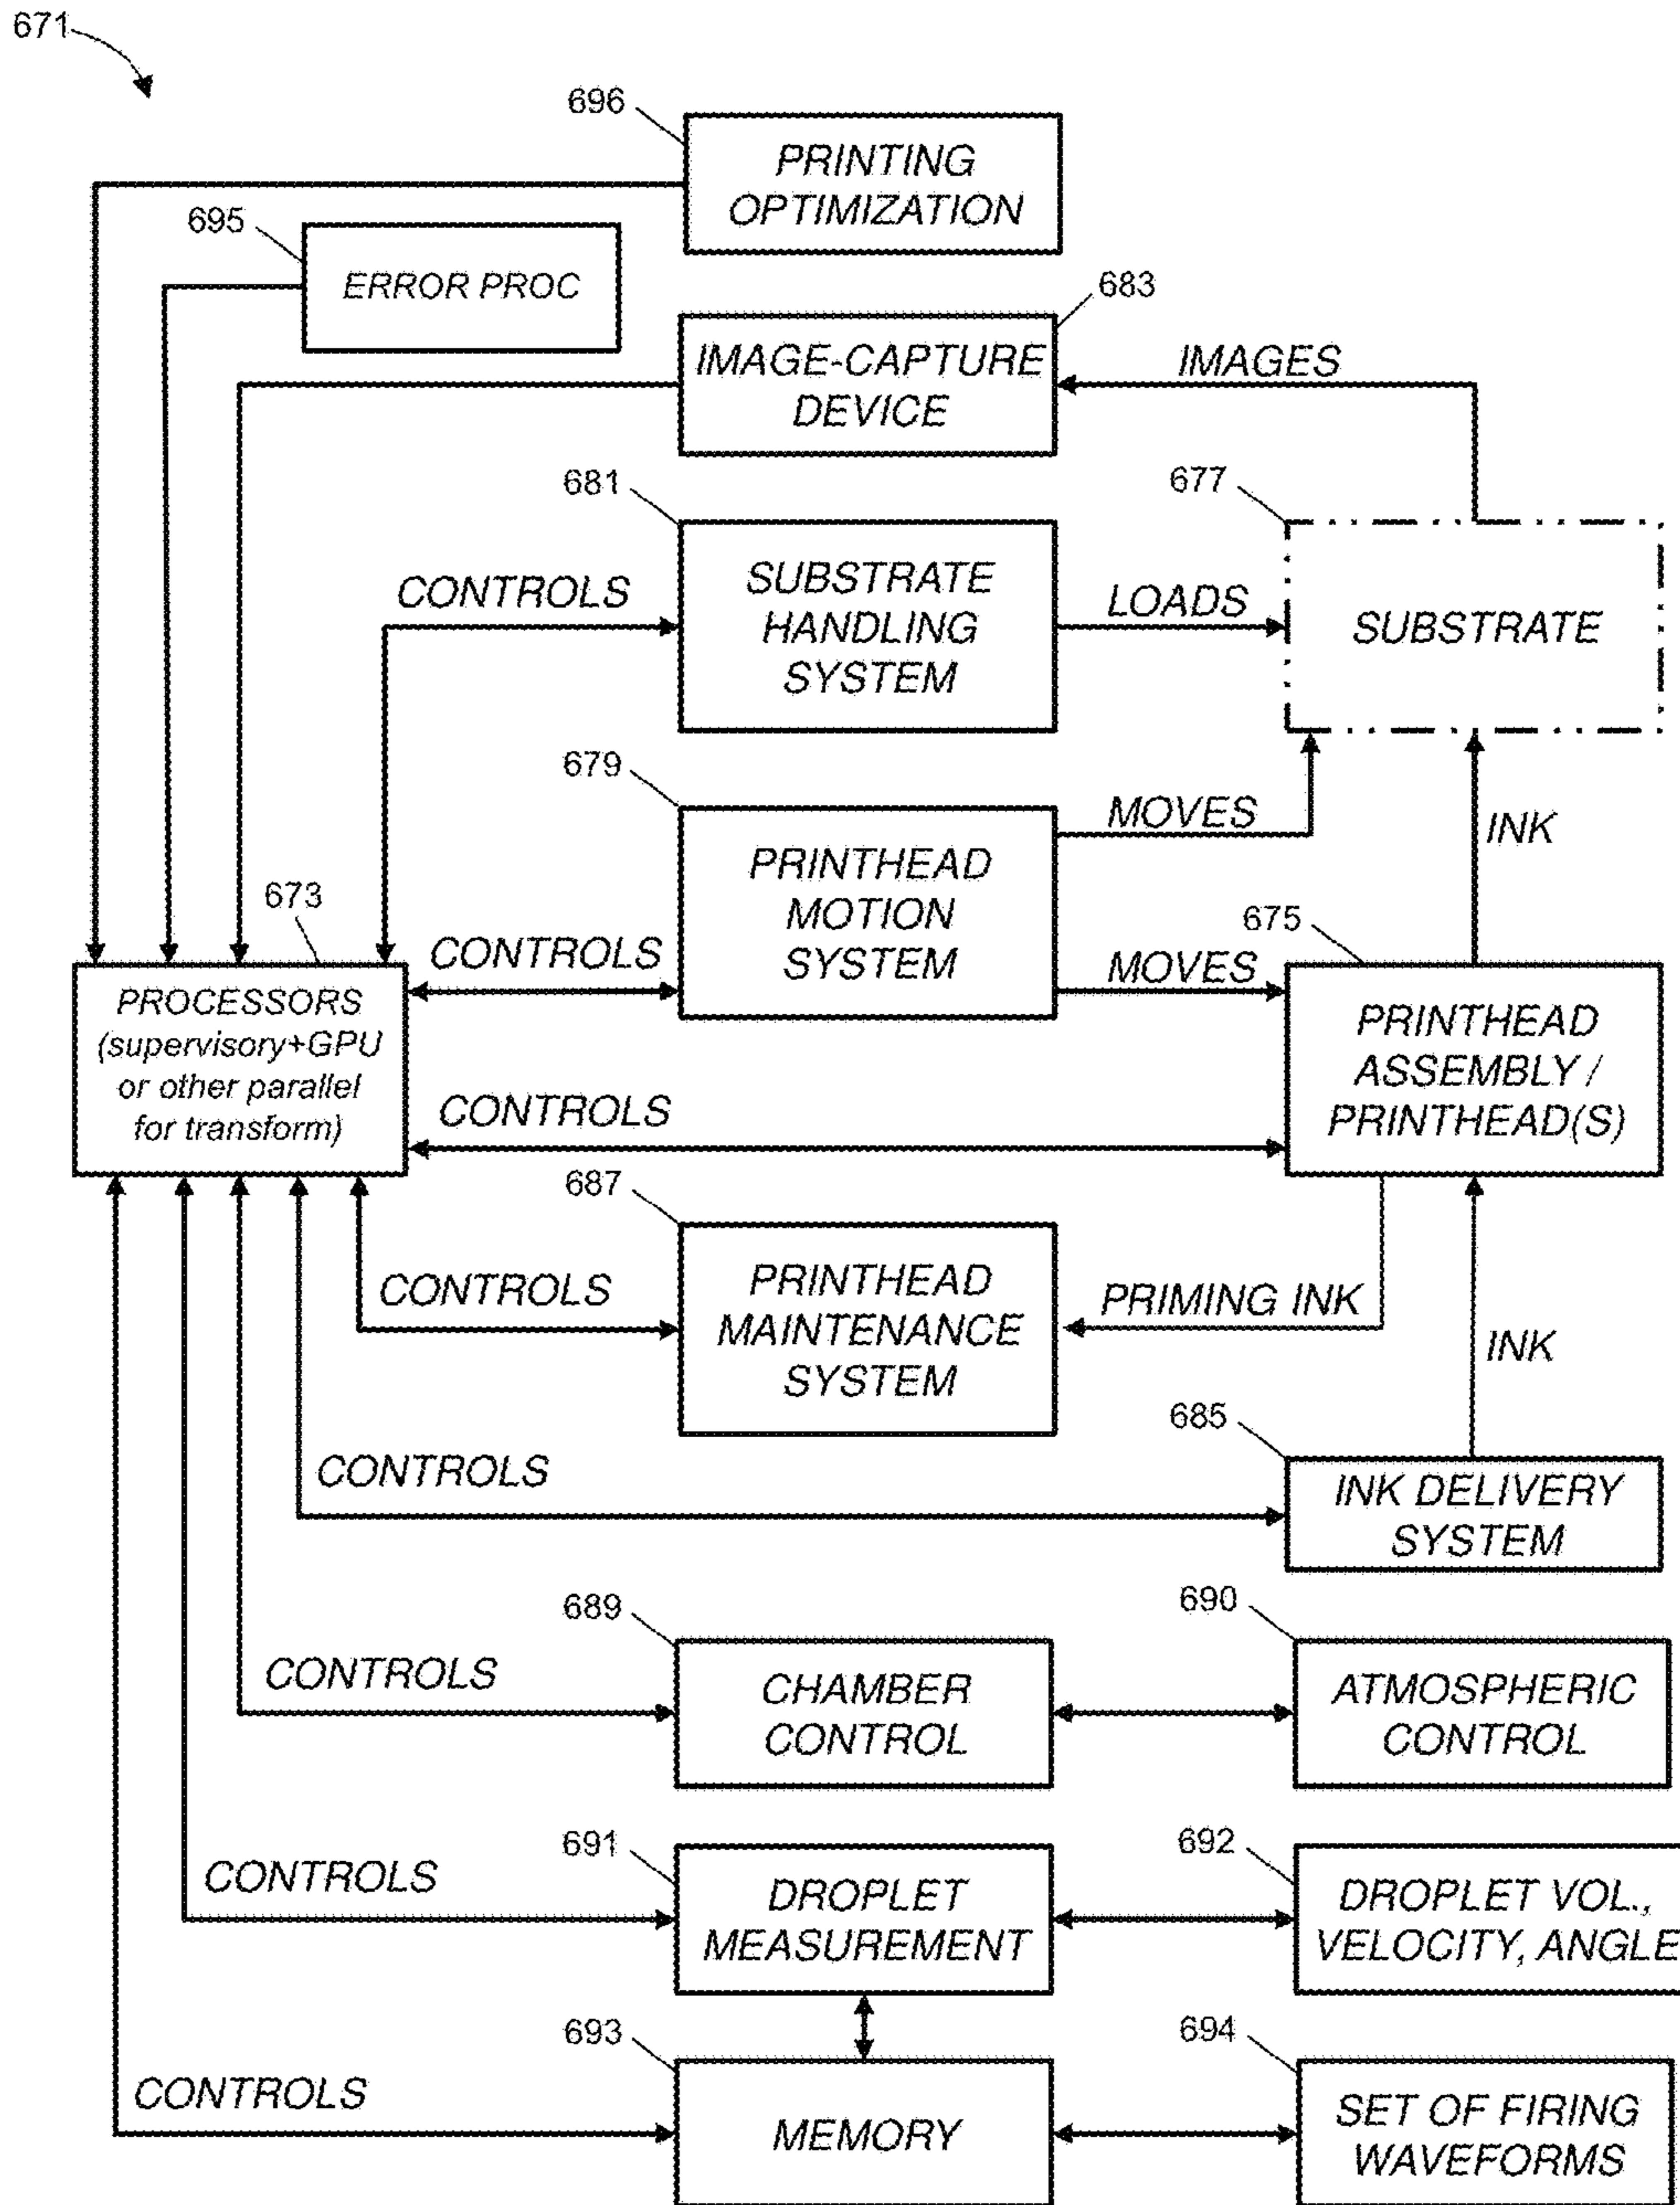 671
696
PRINTING
OPTIMIZATION
695
ERROR PROC
683
IMAGE-CAPTURE
DEVICE
IMAGES
681
677
CONTROLS
SUBSTRATE
HANDLING
SYSTEM
LOADS
SUBSTRATE
679
MOVES
INK
PRINTHEAD
MOTION
SYSTEM
673
CONTROLS
MOVES
675
PROCESSORS
(supervisory+GPU
or other parallel
for transform)
PRINTHEAD
ASSEMBLY /
PRINTHEAD(S)
CONTROLS
687
CONTROLS
PRINTHEAD
MAINTENANCE
SYSTEM
PRIMING INK
INK
685
CONTROLS
INK DELIVERY
SYSTEM
689
690
CONTROLS
CHAMBER
CONTROL
ATMOSPHERIC
CONTROL
691
692
CONTROLS
DROPLET
MEASUREMENT
DROPLET VOL.,
VELOCITY, ANGLE
693
694
CONTROLS
MEMORY
SET OF FIRING
WAVEFORMS